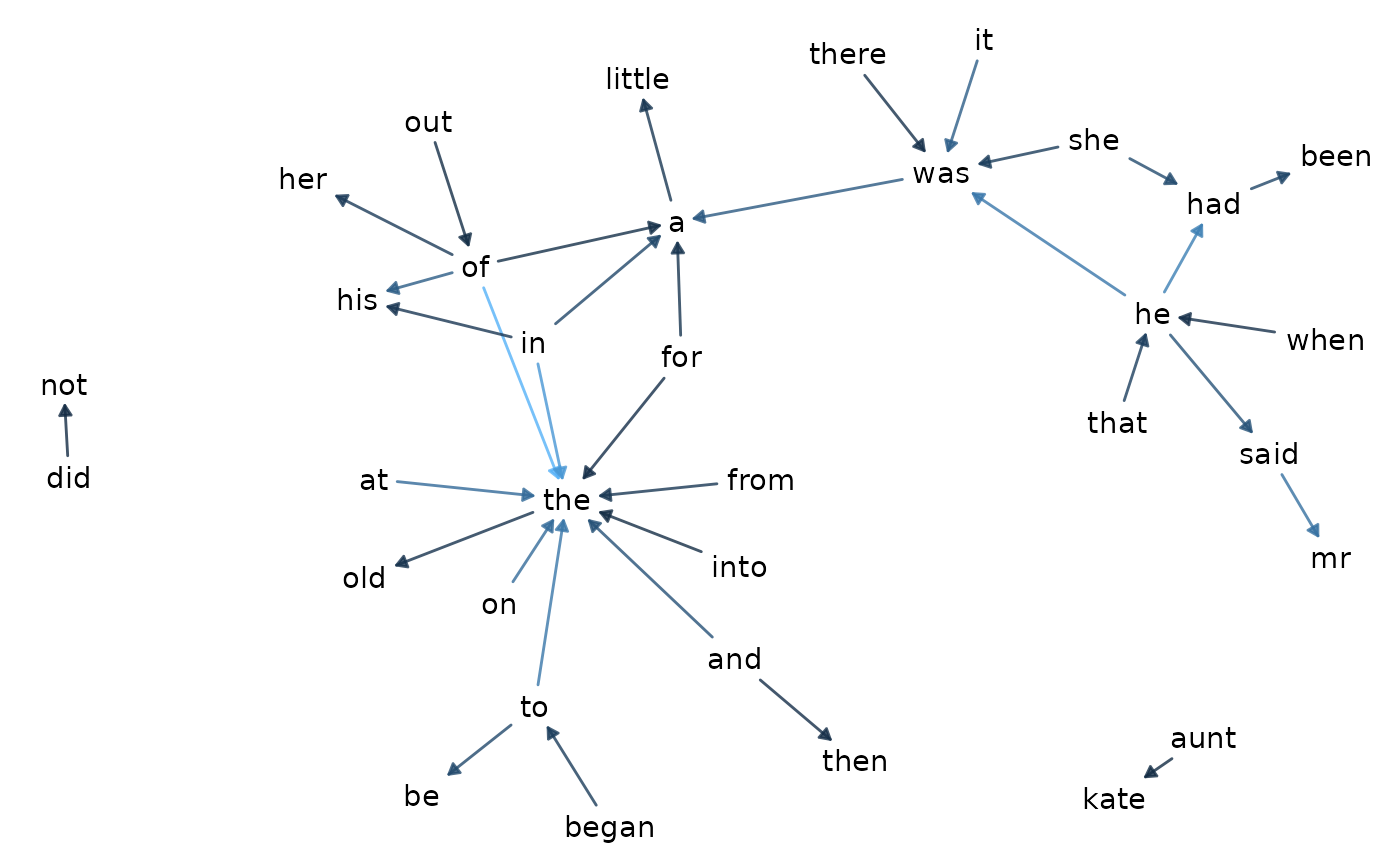 it
there
little
out
she
been
was
her
had
a
of
his
he
when
in
for
not
that
said
did
at
from
the
mr
into
old
on
and
to
aunt
then
be
kate
began